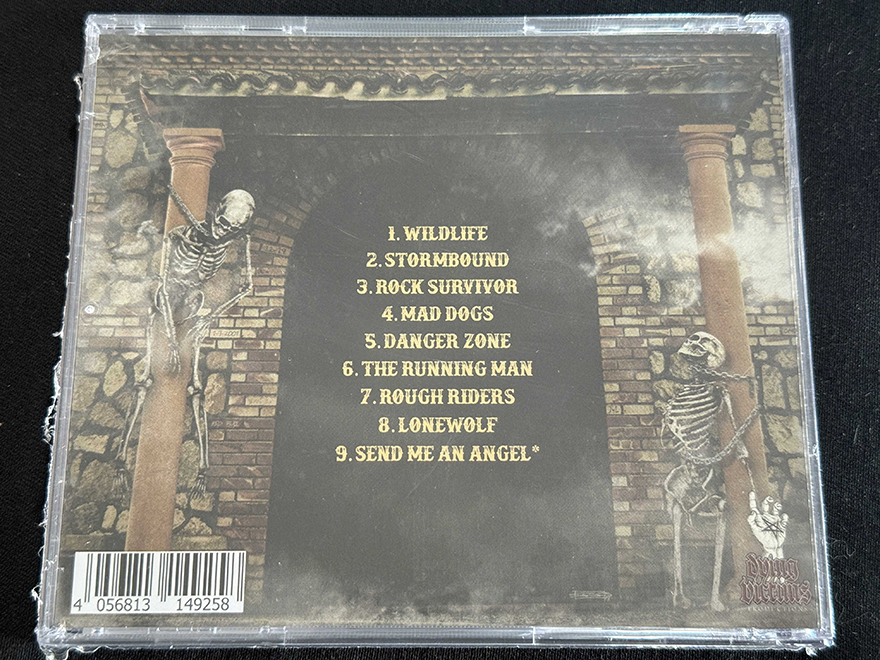 1. WILDLIFE
2. STORMBOUND
3. ROCK SURVIVOR
4. MAD DOGS
5. DANGER ZONE
6. THE RUNNING MAN
7. ROUGH RIDERS
8. LONEWOLF
9. SEND ME AN ANGEL*
4 056813 149258
dying
victims
PRODUCTIONS